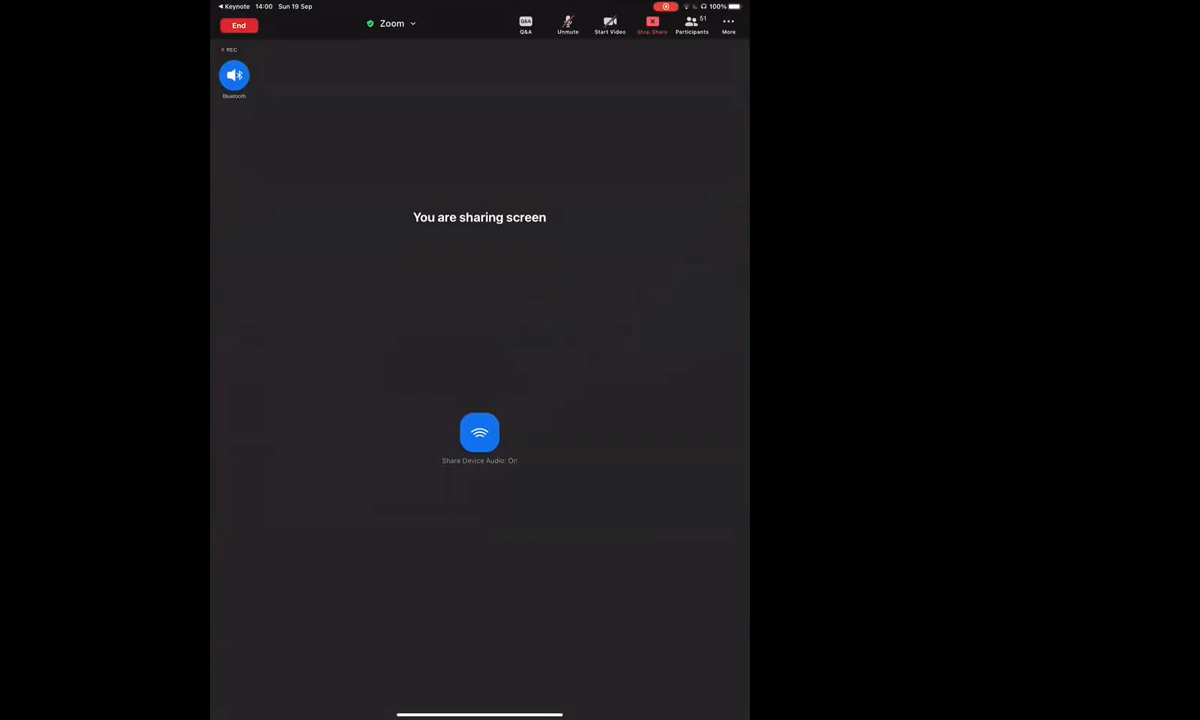 Keynote 14:00 Sun 19 Sep 100%
End
Zoom
Q&A
Q&A
Unmute
Start Video
Stop Share
51
Participants
More
REC
Bluetooth
You are sharing screen
Share Device Audio: On